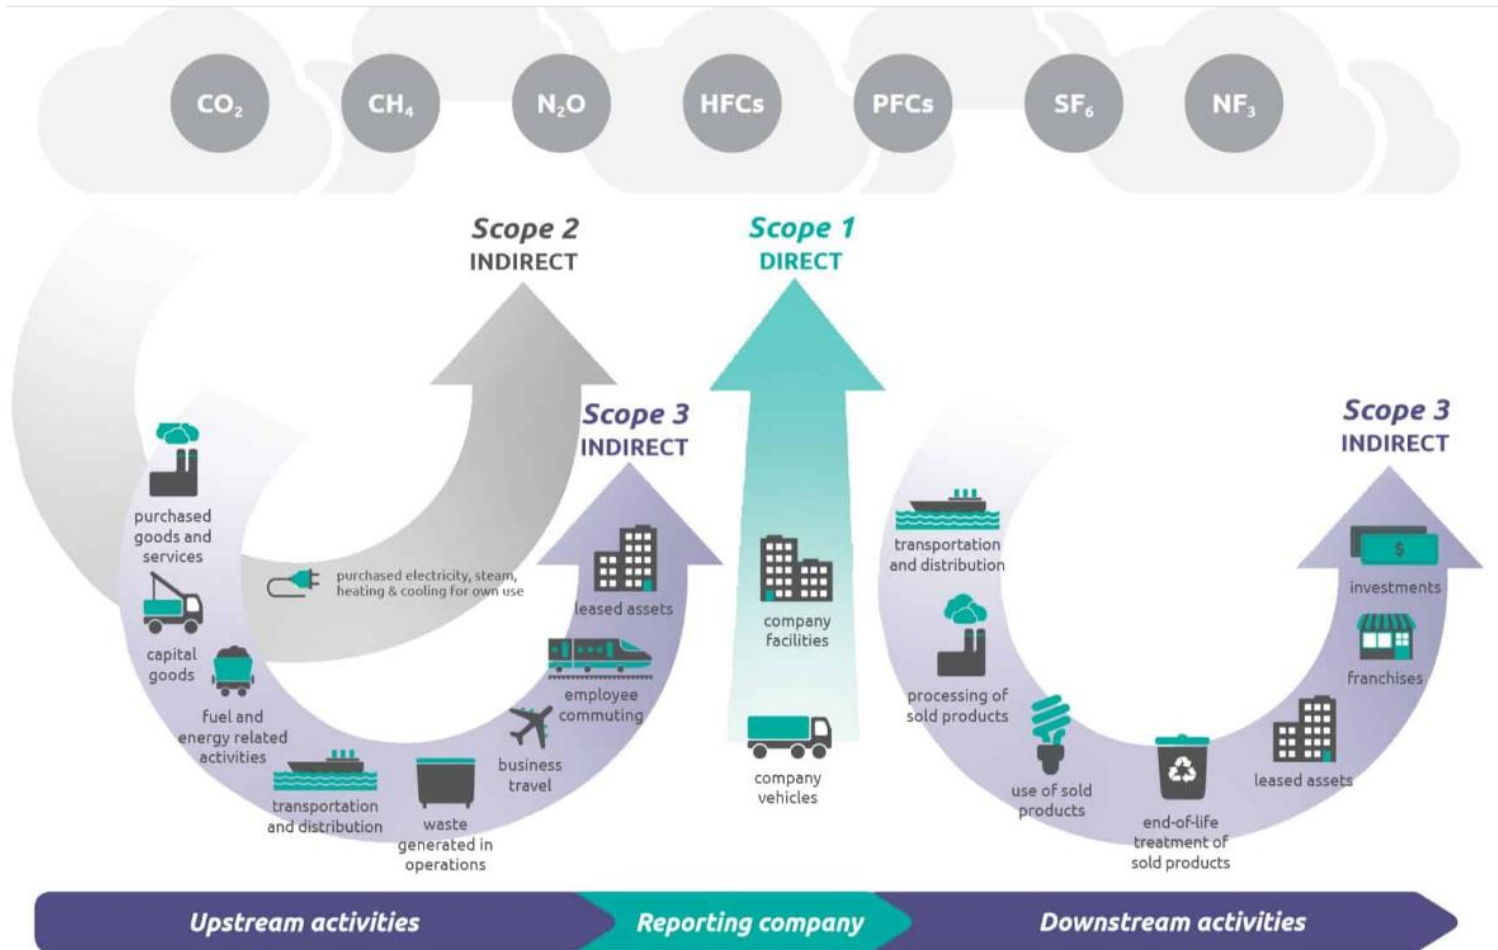 CO₂
CH₄
N₂O
HFCs
PFCs
SF₆
NF₃
Scope 2
INDIRECT
Scope 1
DIRECT
Scope 3
INDIRECT
Scope 3
INDIRECT
purchased
goods and
services
capital
goods
fuel and
energy related
activities
transportation
and distribution
waste
generated in
operations
business
travel
employee
commuting
leased assets
purchased electricity, steam,
heating & cooling for own use
company
facilities
company
vehicles
transportation
and distribution
processing of
sold products
use of sold
products
end-of-life
treatment of
sold products
leased assets
franchises
investments
$
Upstream activities
Reporting company
Downstream activities